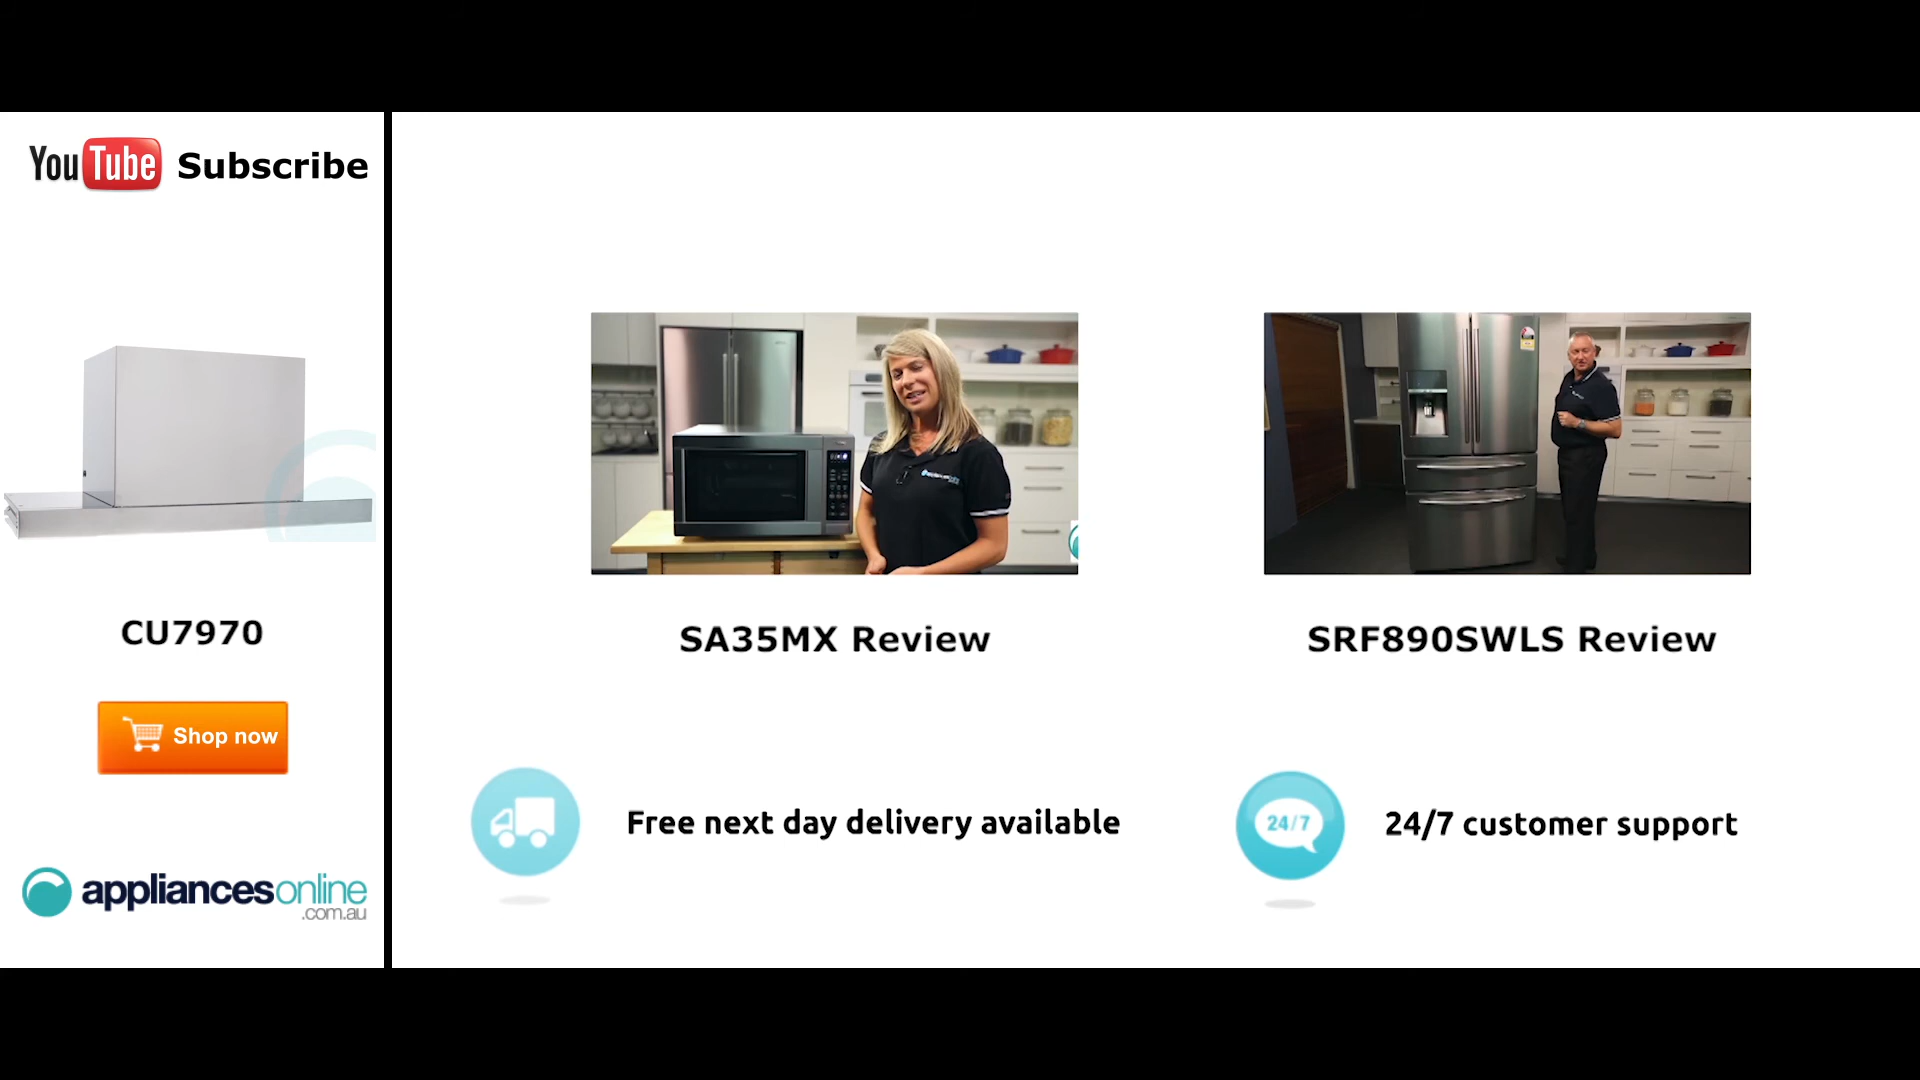 YouTube Subscribe
CU7970
Shop now
appliancesonline
.com.au
SA35MX Review
SRF890SWLS Review
Free next day delivery available
24/7
24/7 customer support